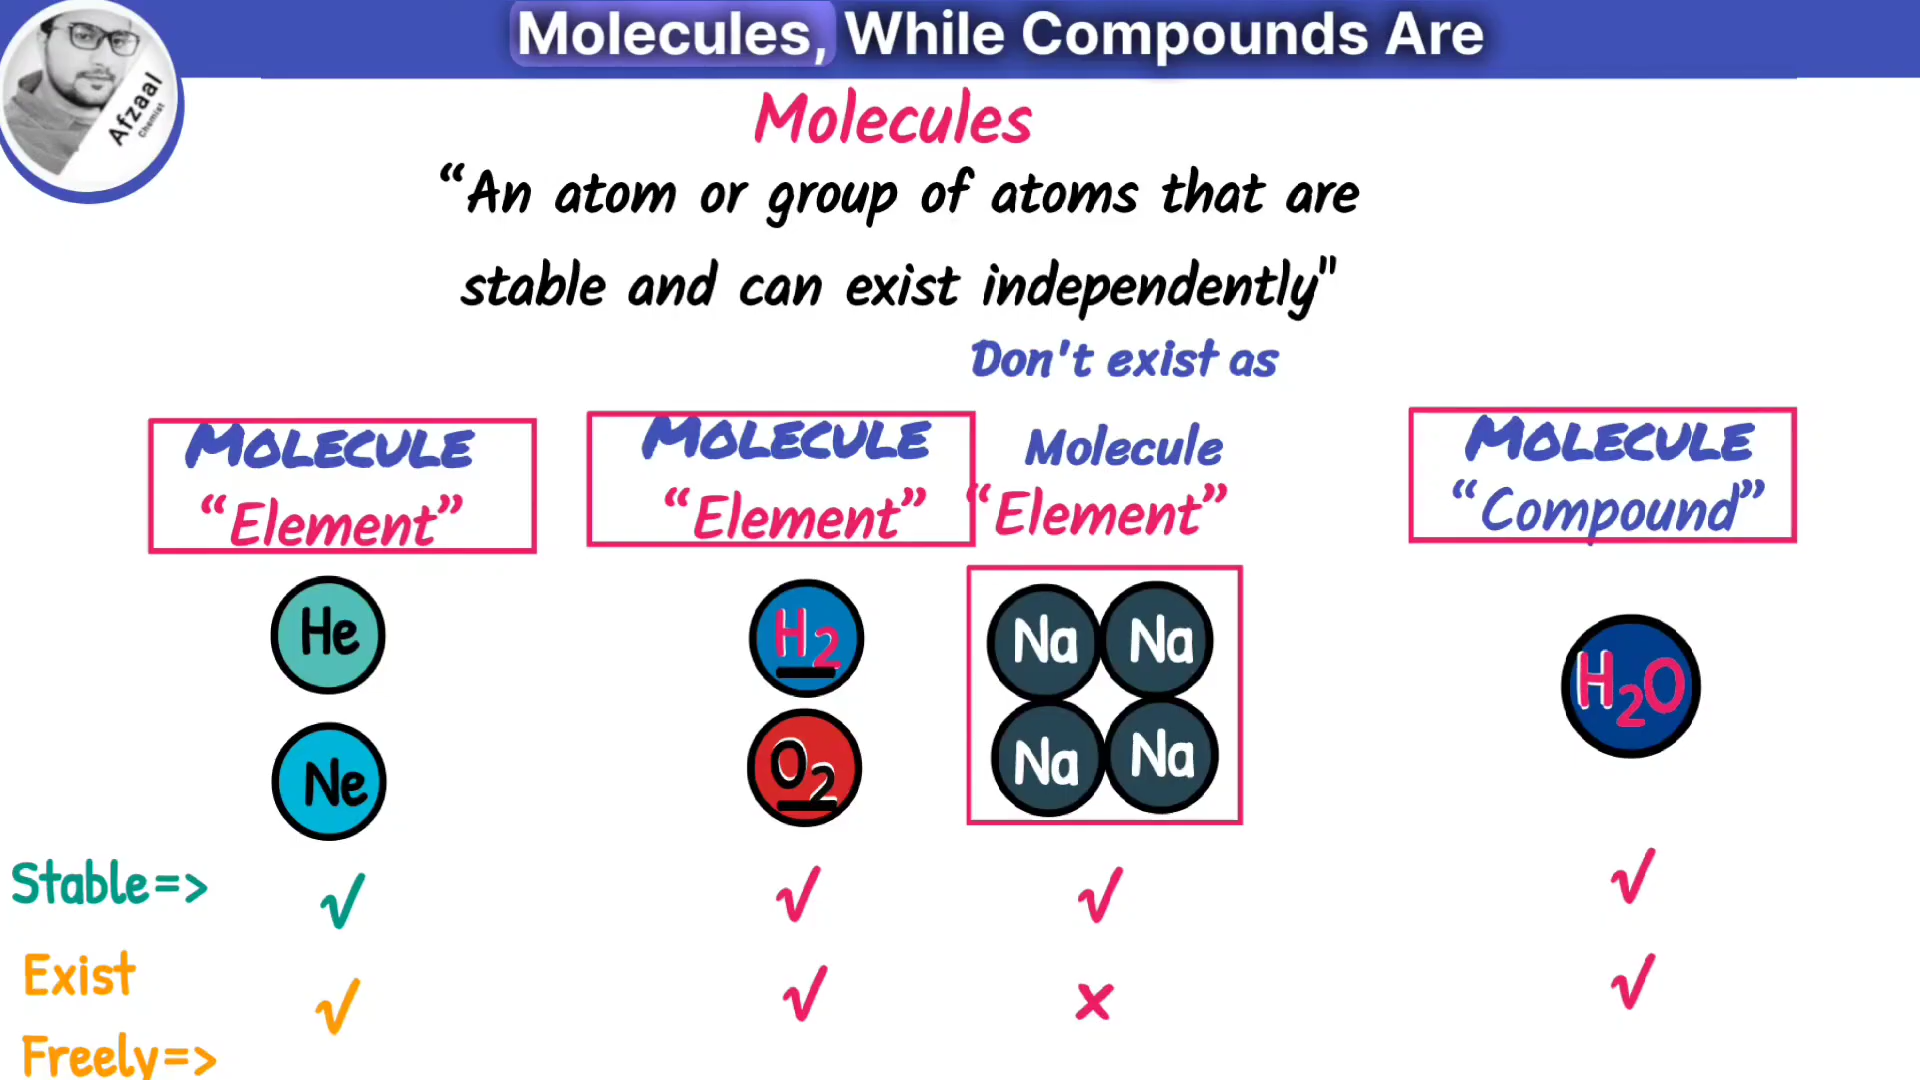 Molecules, While Compounds Are
Afzaal
Chemist
Molecules
“An atom or group of atoms that are
stable and can exist independently"
Don't exist as
MOLECULE
“Element”
MOLECULE
“Element”
Molecule
“Element”
MOLECULE
“Compound”
He
Ne
H2
O2
Na Na
Na Na
H2O
Stable=> √ √ √ √
Exist
Freely=> √ √ x √